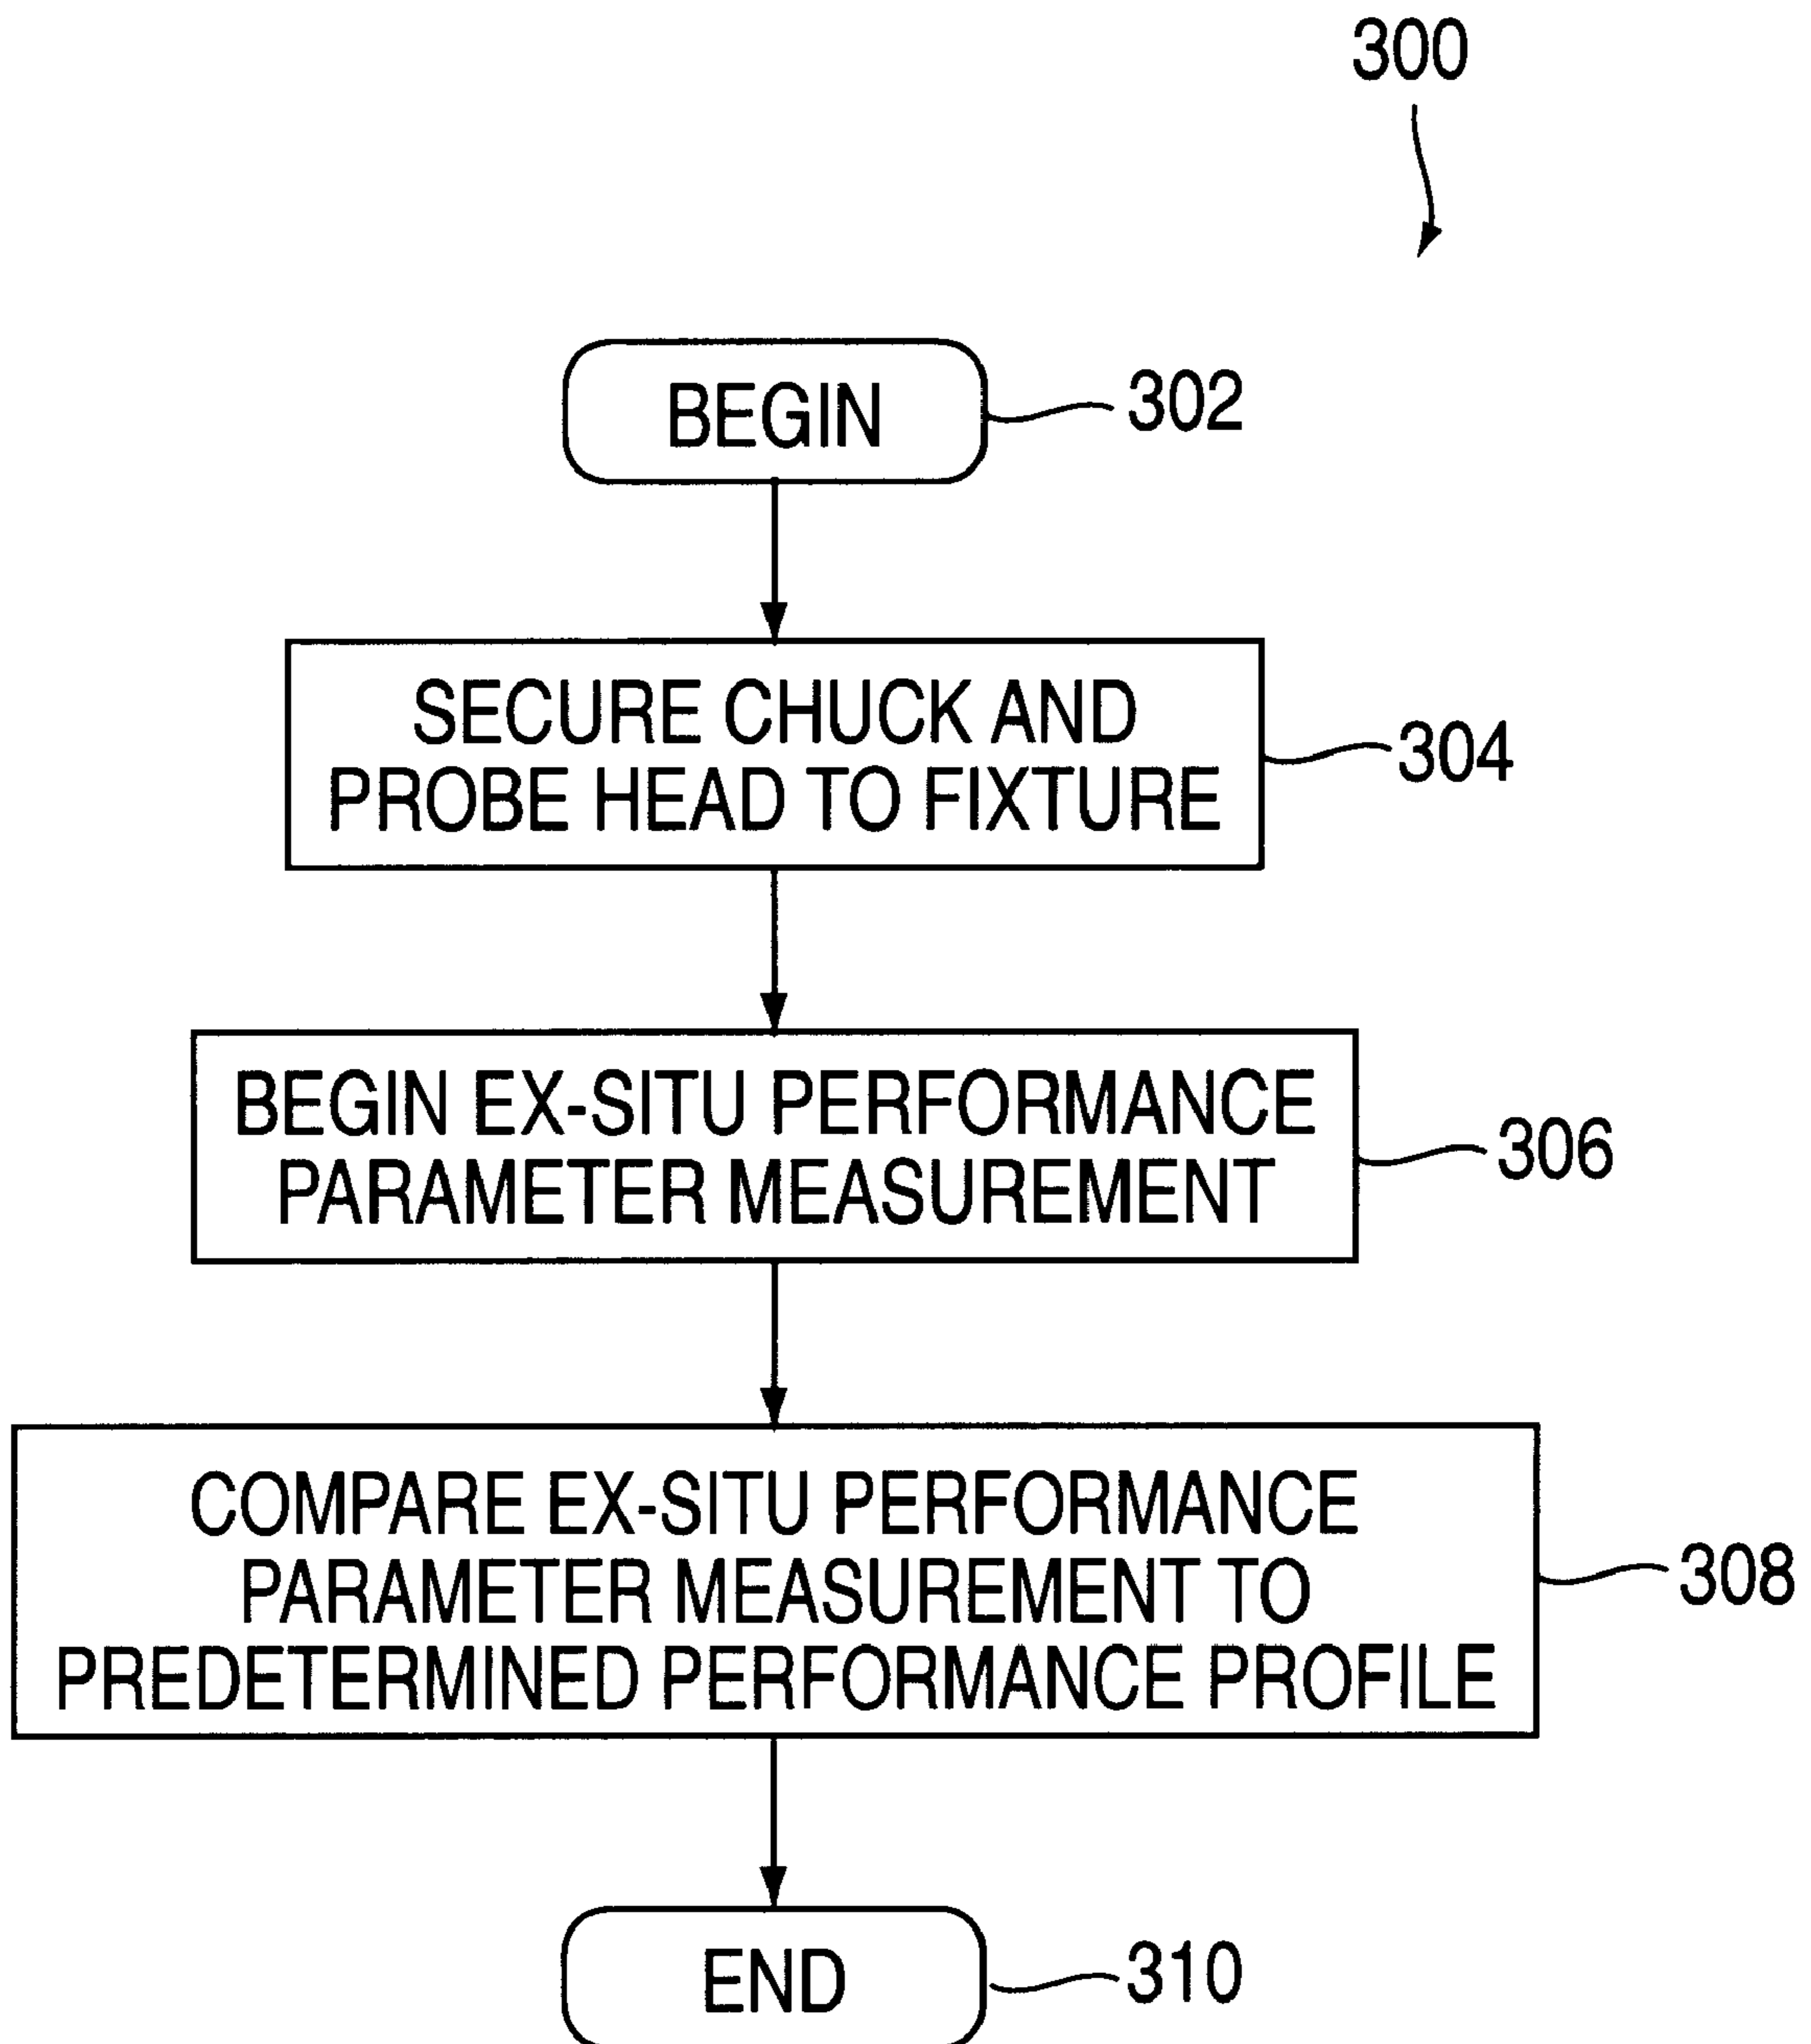 300
BEGIN
302
SECURE CHUCK AND
PROBE HEAD TO FIXTURE
304
BEGIN EX-SITU PERFORMANCE
PARAMETER MEASUREMENT
306
COMPARE EX-SITU PERFORMANCE
PARAMETER MEASUREMENT TO
PREDETERMINED PERFORMANCE PROFILE
308
END
310